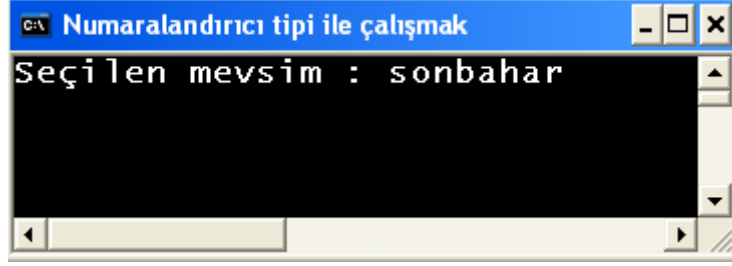 Numaralandırıcı tipi ile çalışmak
Seçilen mevsim : sonbahar